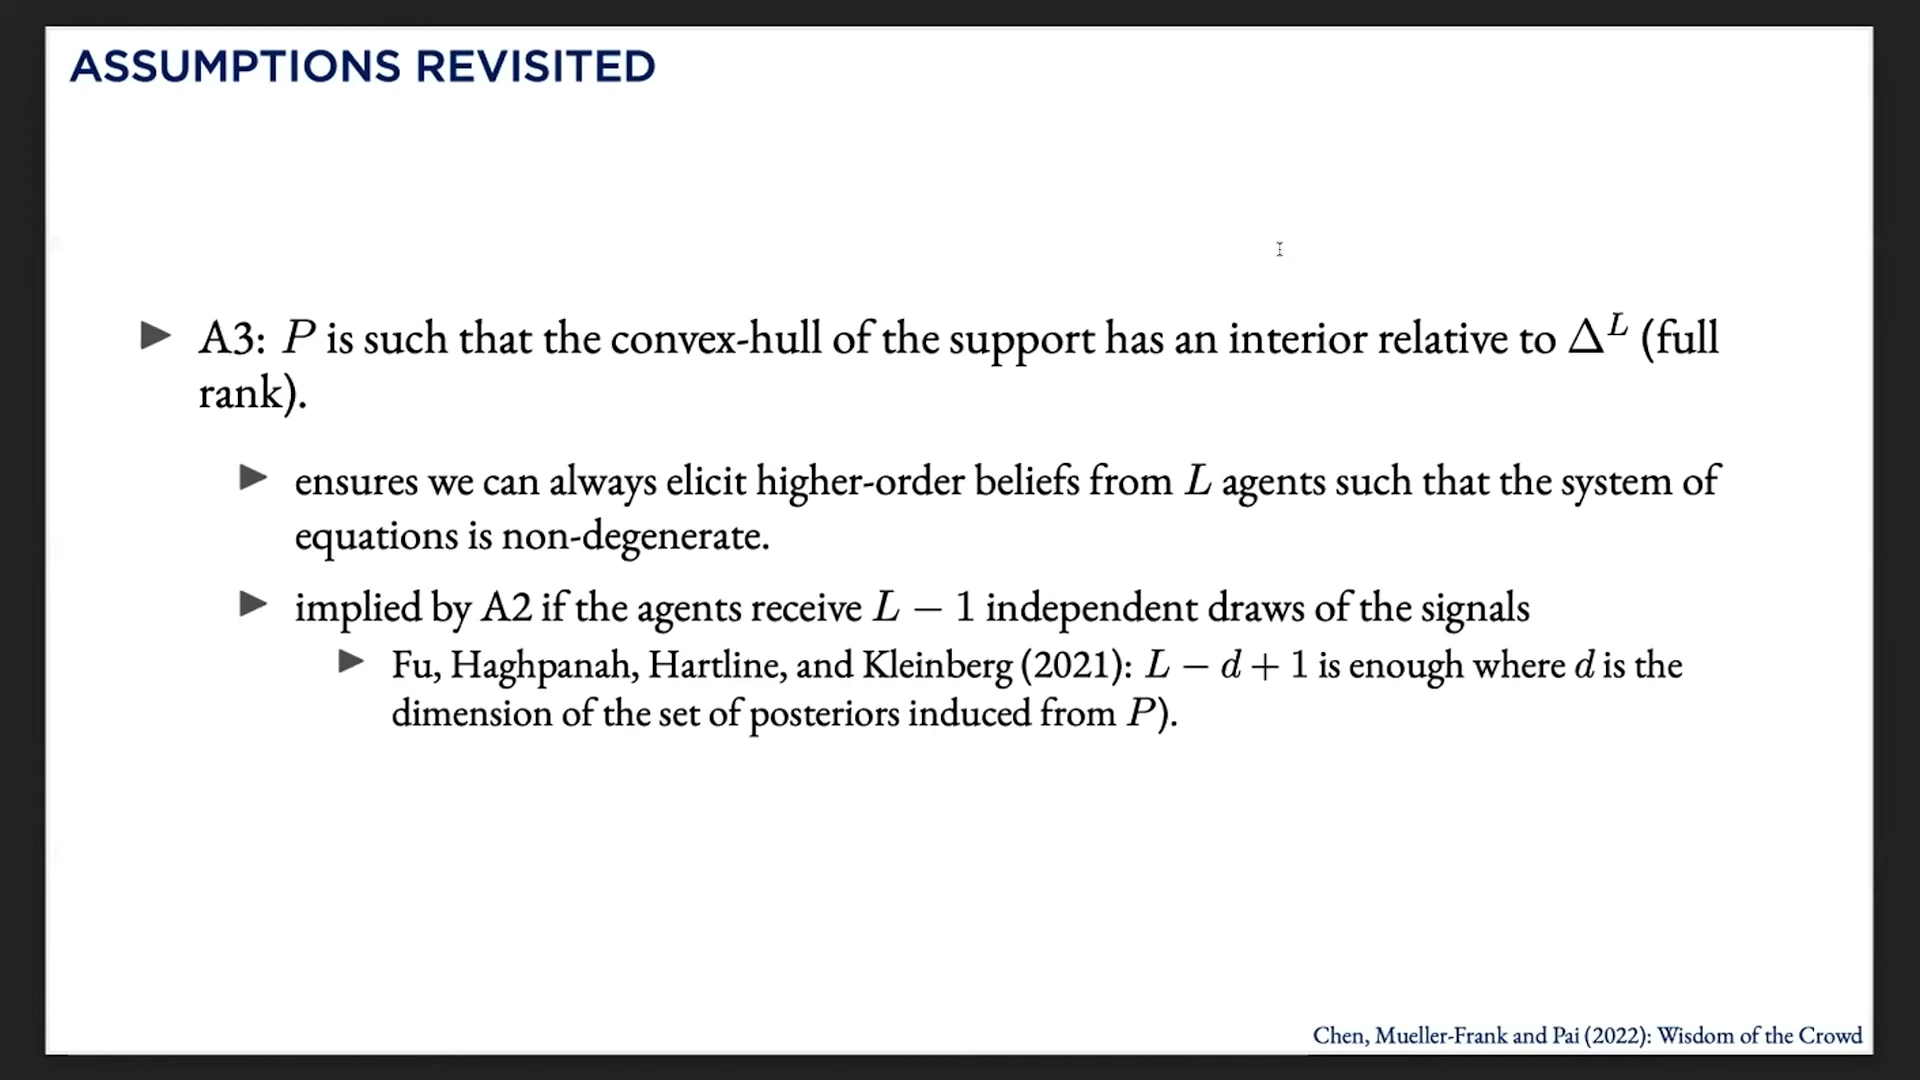 ASSUMPTIONS REVISITED
A3: P is such that the convex-hull of the support has an interior relative to Δ^L (full
rank).
ensures we can always elicit higher-order beliefs from L agents such that the system of
equations is non-degenerate.
implied by A2 if the agents receive L − 1 independent draws of the signals
Fu, Haghpanah, Hartline, and Kleinberg (2021): L − d + 1 is enough where d is the
dimension of the set of posteriors induced from P).
Chen, Mueller-Frank and Pai (2022): Wisdom of the Crowd